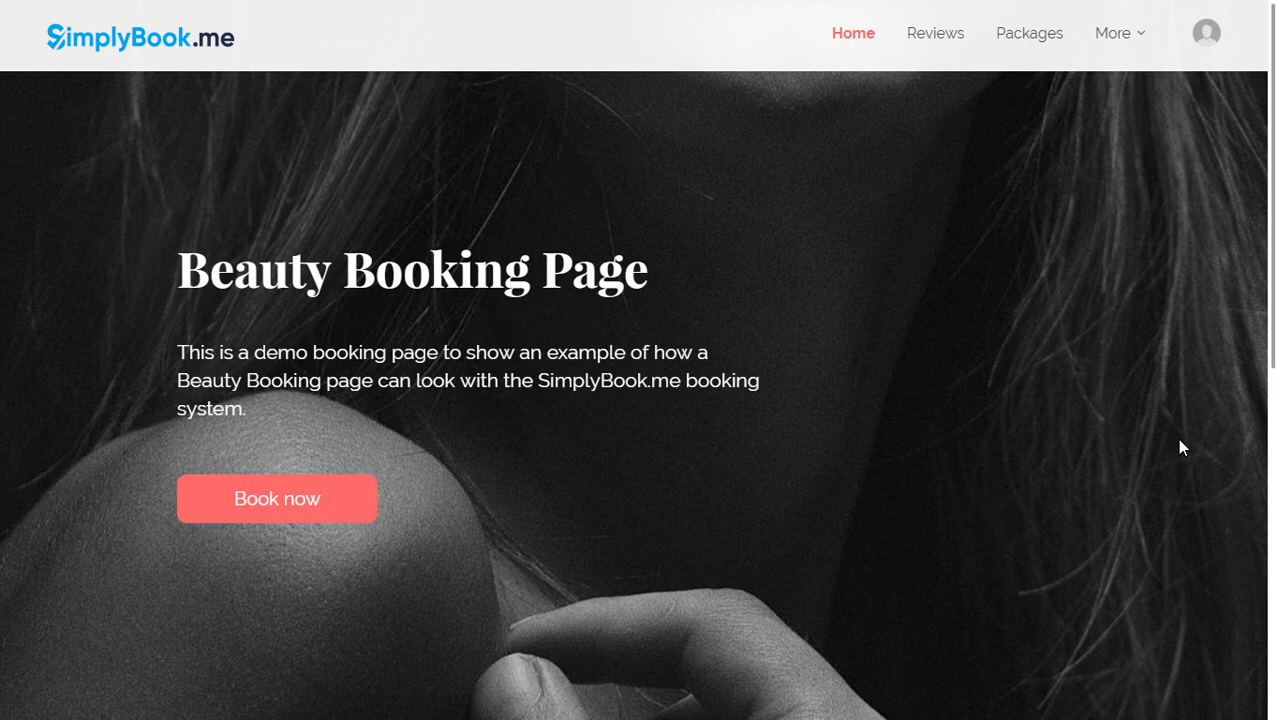 SimplyBook.me
Home Reviews Packages More
Beauty Booking Page
This is a demo booking page to show an example of how a
Beauty Booking page can look with the SimplyBook.me booking
system.
Book now